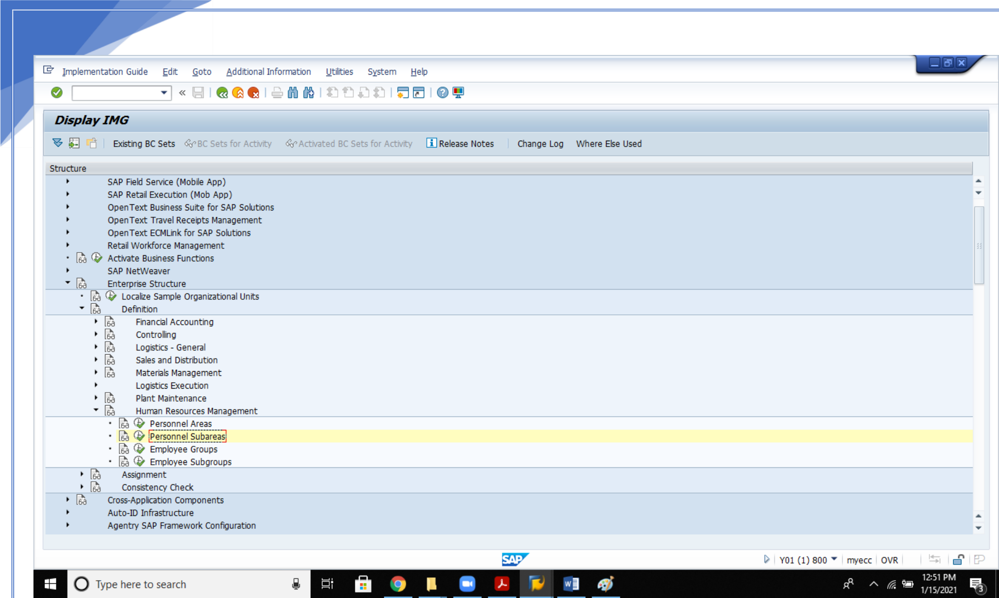 Implementation Guide Edit Goto Additional Information Utilities System Help
Display IMG
Existing BC Sets BC Sets for Activity Activated BC Sets for Activity Release Notes Change Log Where Else Used
Structure
SAP Field Service (Mobile App)
SAP Retail Execution (Mob App)
OpenText Business Suite for SAP Solutions
OpenText Travel Receipts Management
OpenText ECMLink for SAP Solutions
Retail Workforce Management
Activate Business Functions
SAP NetWeaver
Enterprise Structure
Localize Sample Organizational Units
Definition
Financial Accounting
Controlling
Logistics - General
Sales and Distribution
Materials Management
Logistics Execution
Plant Maintenance
Human Resources Management
Personnel Areas
Personnel Subareas
Employee Groups
Employee Subgroups
Assignment
Consistency Check
Cross-Application Components
Auto-ID Infrastructure
Agentry SAP Framework Configuration
SAP Y01 (1) 800 myecc OVR
Type here to search
12:51 PM
1/15/2021
3